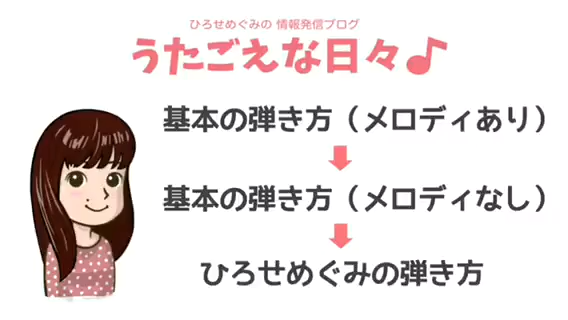 ひろせめぐみの 情報発信ブログ
うたごえな日々♪
基本の弾き方（メロディあり）
基本の弾き方（メロディなし）
ひろせめぐみの弾き方